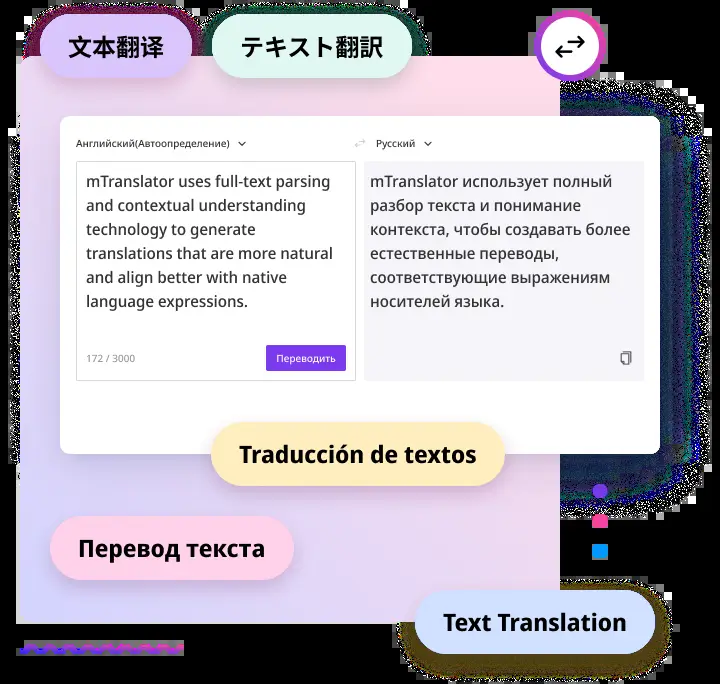 文本翻译
テキスト翻訳
Английский(Автоопределение)
Русский
mTranslator uses full-text parsing
and contextual understanding
technology to generate
translations that are more natural
and align better with native
language expressions.
172 / 3000
Переводить
mTranslator использует полный
разбор текста и понимание
контекста, чтобы создавать более
естественные переводы,
соответствующие выражениям
носителей языка.
Traducción de textos
Перевод текста
Text Translation